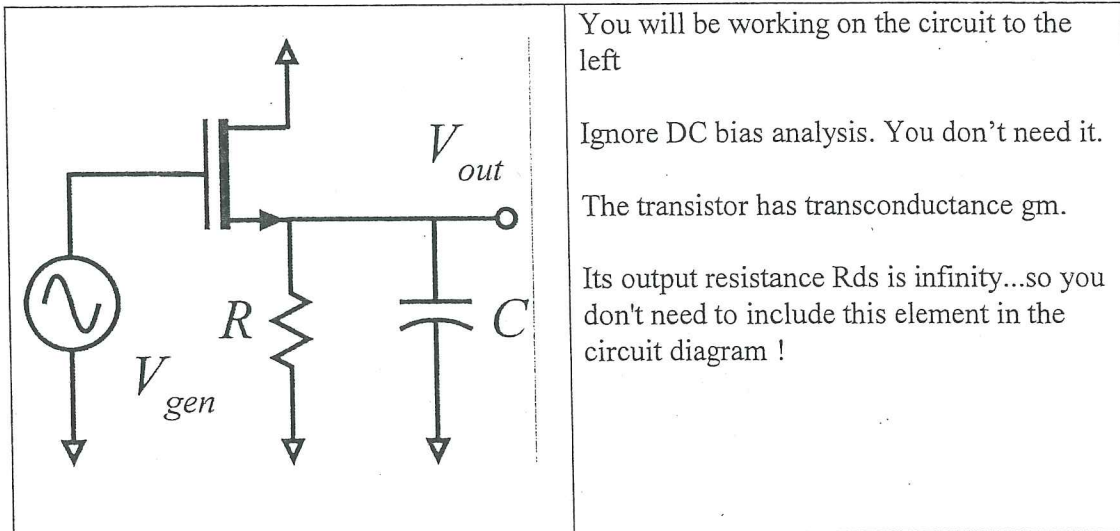 You will be working on the circuit to the
left
Ignore DC bias analysis. You don't need it.
The transistor has transconductance gm.
Its output resistance Rds is infinity...so you
don't need to include this element in the
circuit diagram !
V out
R
C
V gen